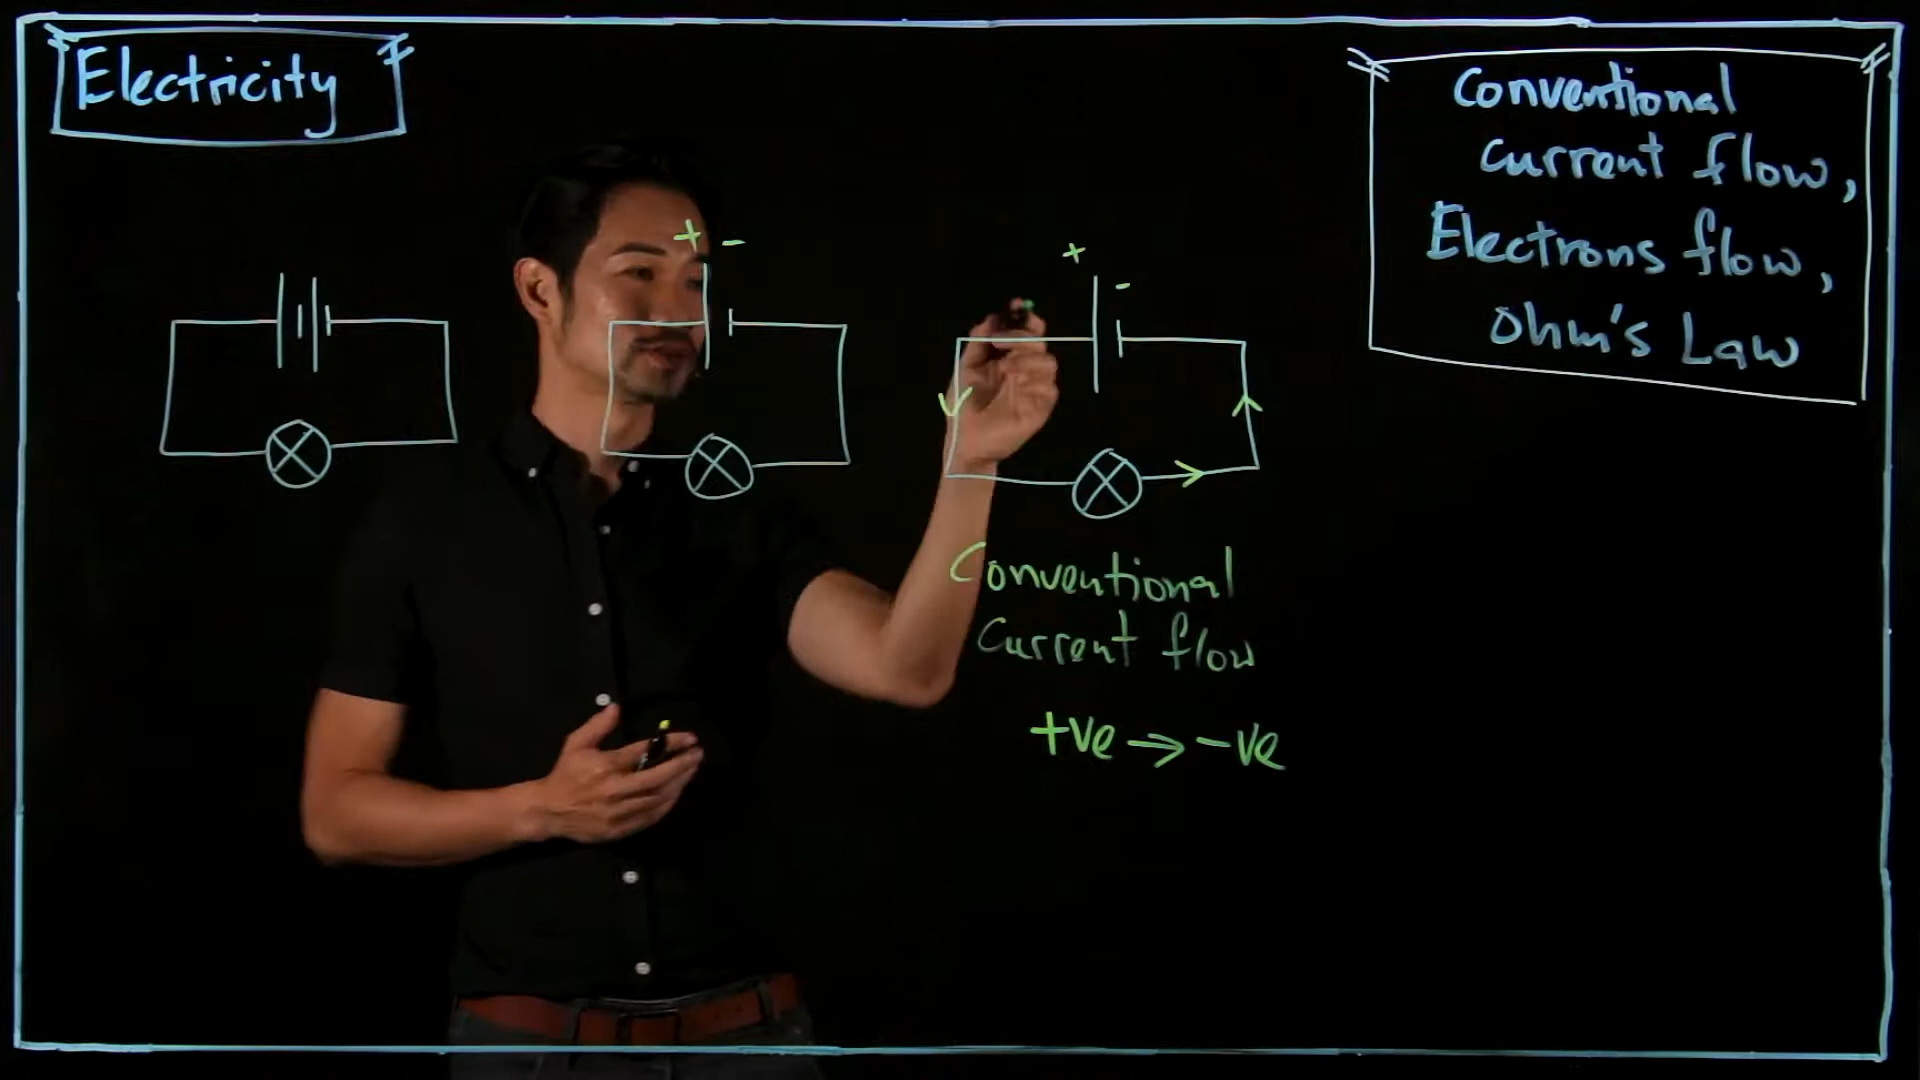 Electricity
Conventional
Current flow,
Electrons flow,
Ohm's Law
+ -
+ -
Conventional
Current flow
+ve → -ve